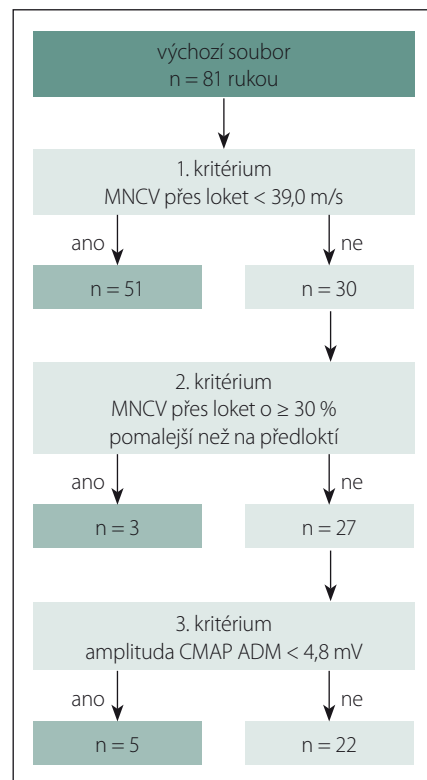 výchozí soubor
n = 81 rukou
1. kritérium
MNCV přes loket < 39,0 m/s
ano
ne
n = 51
n = 30
2. kritérium
MNCV přes loket o ≥ 30 %
pomalejší než na předloktí
ano
ne
n = 3
n = 27
3. kritérium
amplituda CMAP ADM < 4,8 mV
ano
ne
n = 5
n = 22